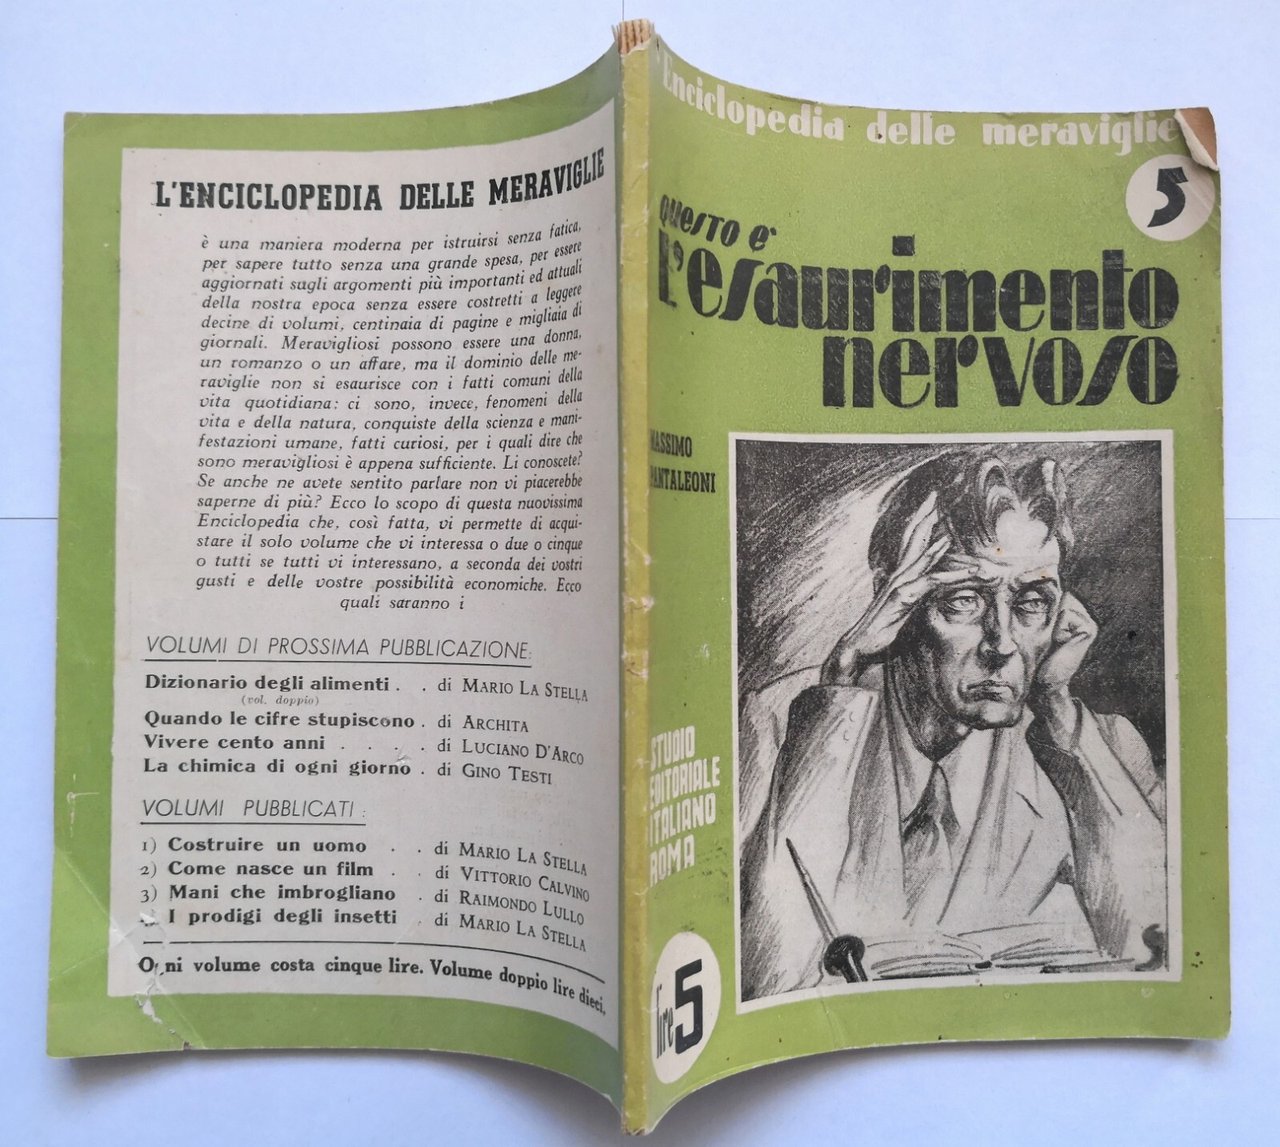 L'ENCICLOPEDIA DELLE MERAVIGLIE
è una maniera moderna per istruirsi senza fatica,
per sapere tutto senza una grande spesa, per essere
aggiornati sugli argomenti più importanti ed attuali
della nostra epoca senza essere costretti a leggere
decine di volumi, centinaia di pagine e migliaia di
giornali. Meravigliosi possono essere una donna,
un romanzo o un affare, ma il dominio delle me-
raviglie non si esaurisce con i fatti comuni della
vita quotidiana: ci sono, invece, fenomeni della
vita e della natura, conquiste della scienza e mani-
festazioni umane, fatti curiosi, per i quali dire che
sono meravigliosi è appena sufficiente. Li conoscete?
Se anche ne avete sentito parlare non vi piacerebbe
saperne di più? Ecco lo scopo di questa nuovissima
Enciclopedia che, così fatta, vi permette di acqui-
stare il solo volume che vi interessa o due o cinque
o tutti se tutti vi interessano, a seconda dei vostri
gusti e delle vostre possibilità economiche. Ecco
quali saranno i
VOLUMI DI PROSSIMA PUBBLICAZIONE:
Dizionario degli alimenti . . di MARIO LA STELLA
(vol. doppio)
Quando le cifre stupiscono . di ARCHITA
Vivere cento anni . . . . di LUCIANO D'ARCO
La chimica di ogni giorno . di GINO TESTI
VOLUMI PUBBLICATI:
1) Costruire un uomo . . di MARIO LA STELLA
2) Come nasce un film . di VITTORIO CALVINO
3) Mani che imbrogliano . di RAIMONDO LULLO
I prodigi degli insetti . di MARIO LA STELLA
Ogni volume costa cinque lire. Volume doppio lire dieci.
l'Enciclopedia delle meraviglie
5
questo è
l'esaurimento
nervoso
MASSIMO
PANTALEONI
STUDIO
EDITORIALE
ITALIANO
ROMA
lire 5